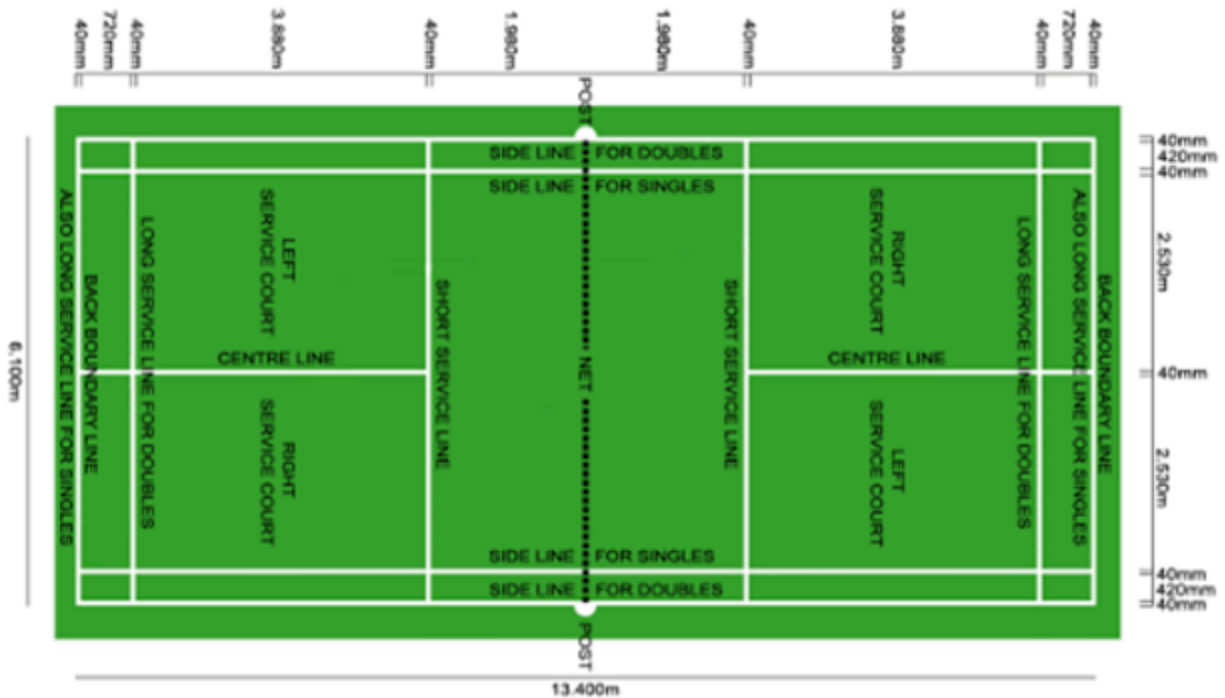 40mm
720mm
40mm
3.880m
40mm
1.980m
1.980m
40mm
3.880m
40mm
720mm
40mm
POST
SIDE LINE FOR DOUBLES
SIDE LINE FOR SINGLES
40mm
420mm
40mm
ALSO LONG SERVICE LINE FOR SINGLES
BACK BOUNDARY LINE
LONG SERVICE LINE FOR DOUBLES
LEFT
SERVICE COURT
CENTRE LINE
RIGHT
SERVICE COURT
SHORT SERVICE LINE
NET
SHORT SERVICE LINE
RIGHT
SERVICE COURT
CENTRE LINE
LEFT
SERVICE COURT
LONG SERVICE LINE FOR DOUBLES
ALSO LONG SERVICE LINE FOR SINGLES
BACK BOUNDARY LINE
2.530m
40mm
2.530m
6.100m
SIDE LINE FOR SINGLES
SIDE LINE FOR DOUBLES
40mm
420mm
40mm
POST
13.400m